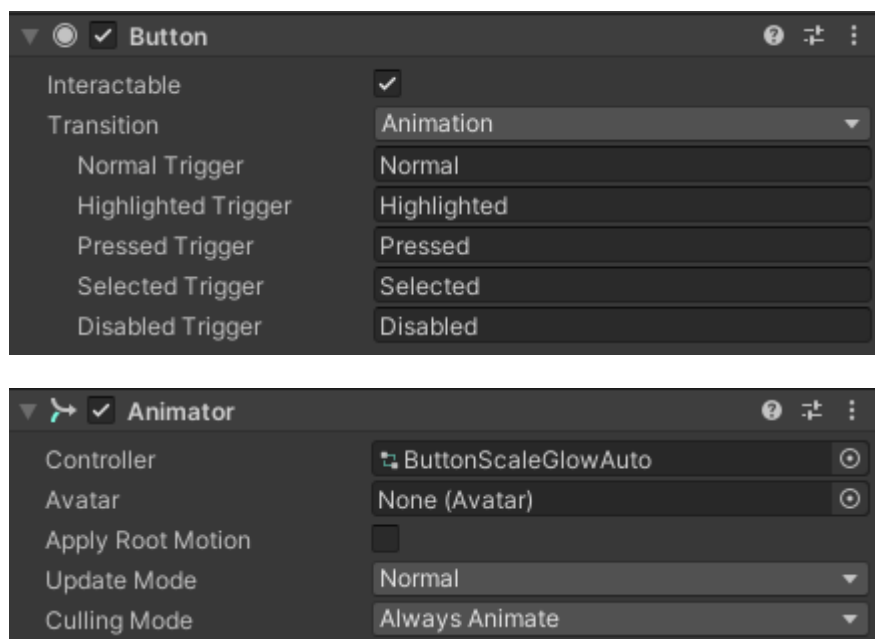 Button
Interactable
Transition Animation
Normal Trigger Normal
Highlighted Trigger Highlighted
Pressed Trigger Pressed
Selected Trigger Selected
Disabled Trigger Disabled
Animator
Controller ButtonScaleGlowAuto
Avatar None (Avatar)
Apply Root Motion
Update Mode Normal
Culling Mode Always Animate